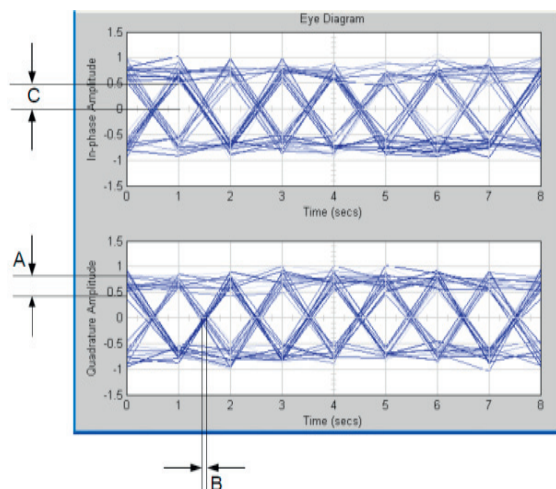 Eye Diagram
1.5
1
0.5
0
-0.5
-1
-1.5
In-phase Amplitude
C
0 1 2 3 4 5 6 7 8
Time (secs)
1.5
1
0.5
0
-0.5
-1
-1.5
Quadrature Amplitude
A
0 1 2 3 4 5 6 7 8
Time (secs)
B